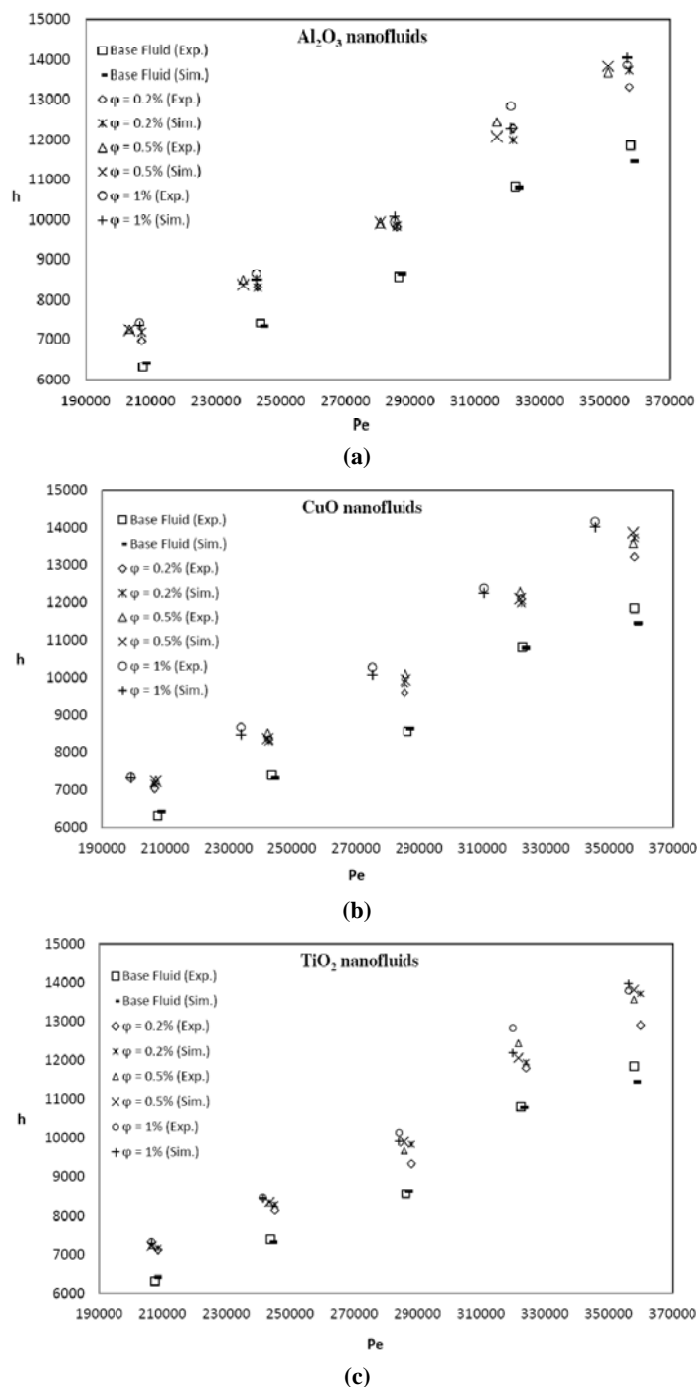 Al₂O₃ nanofluids
15000
14000
13000
12000
11000
10000
9000
8000
7000
6000
h
Base Fluid (Exp.)
Base Fluid (Sim.)
φ = 0.2% (Exp.)
φ = 0.2% (Sim.)
φ = 0.5% (Exp.)
φ = 0.5% (Sim.)
φ = 1% (Exp.)
φ = 1% (Sim.)
190000 210000 230000 250000 270000 290000 310000 330000 350000 370000
Pe
(a)
CuO nanofluids
15000
14000
13000
12000
11000
10000
9000
8000
7000
6000
h
Base Fluid (Exp.)
Base Fluid (Sim.)
φ = 0.2% (Exp.)
φ = 0.2% (Sim.)
φ = 0.5% (Exp.)
φ = 0.5% (Sim.)
φ = 1% (Exp.)
φ = 1% (Sim.)
190000 210000 230000 250000 270000 290000 310000 330000 350000 370000
Pe
(b)
TiO₂ nanofluids
15000
14000
13000
12000
11000
10000
9000
8000
7000
6000
h
Base Fluid (Exp.)
Base Fluid (Sim.)
φ = 0.2% (Exp.)
φ = 0.2% (Sim.)
φ = 0.5% (Exp.)
φ = 0.5% (Sim.)
φ = 1% (Exp.)
φ = 1% (Sim.)
190000 210000 230000 250000 270000 290000 310000 330000 350000 370000
Pe
(c)